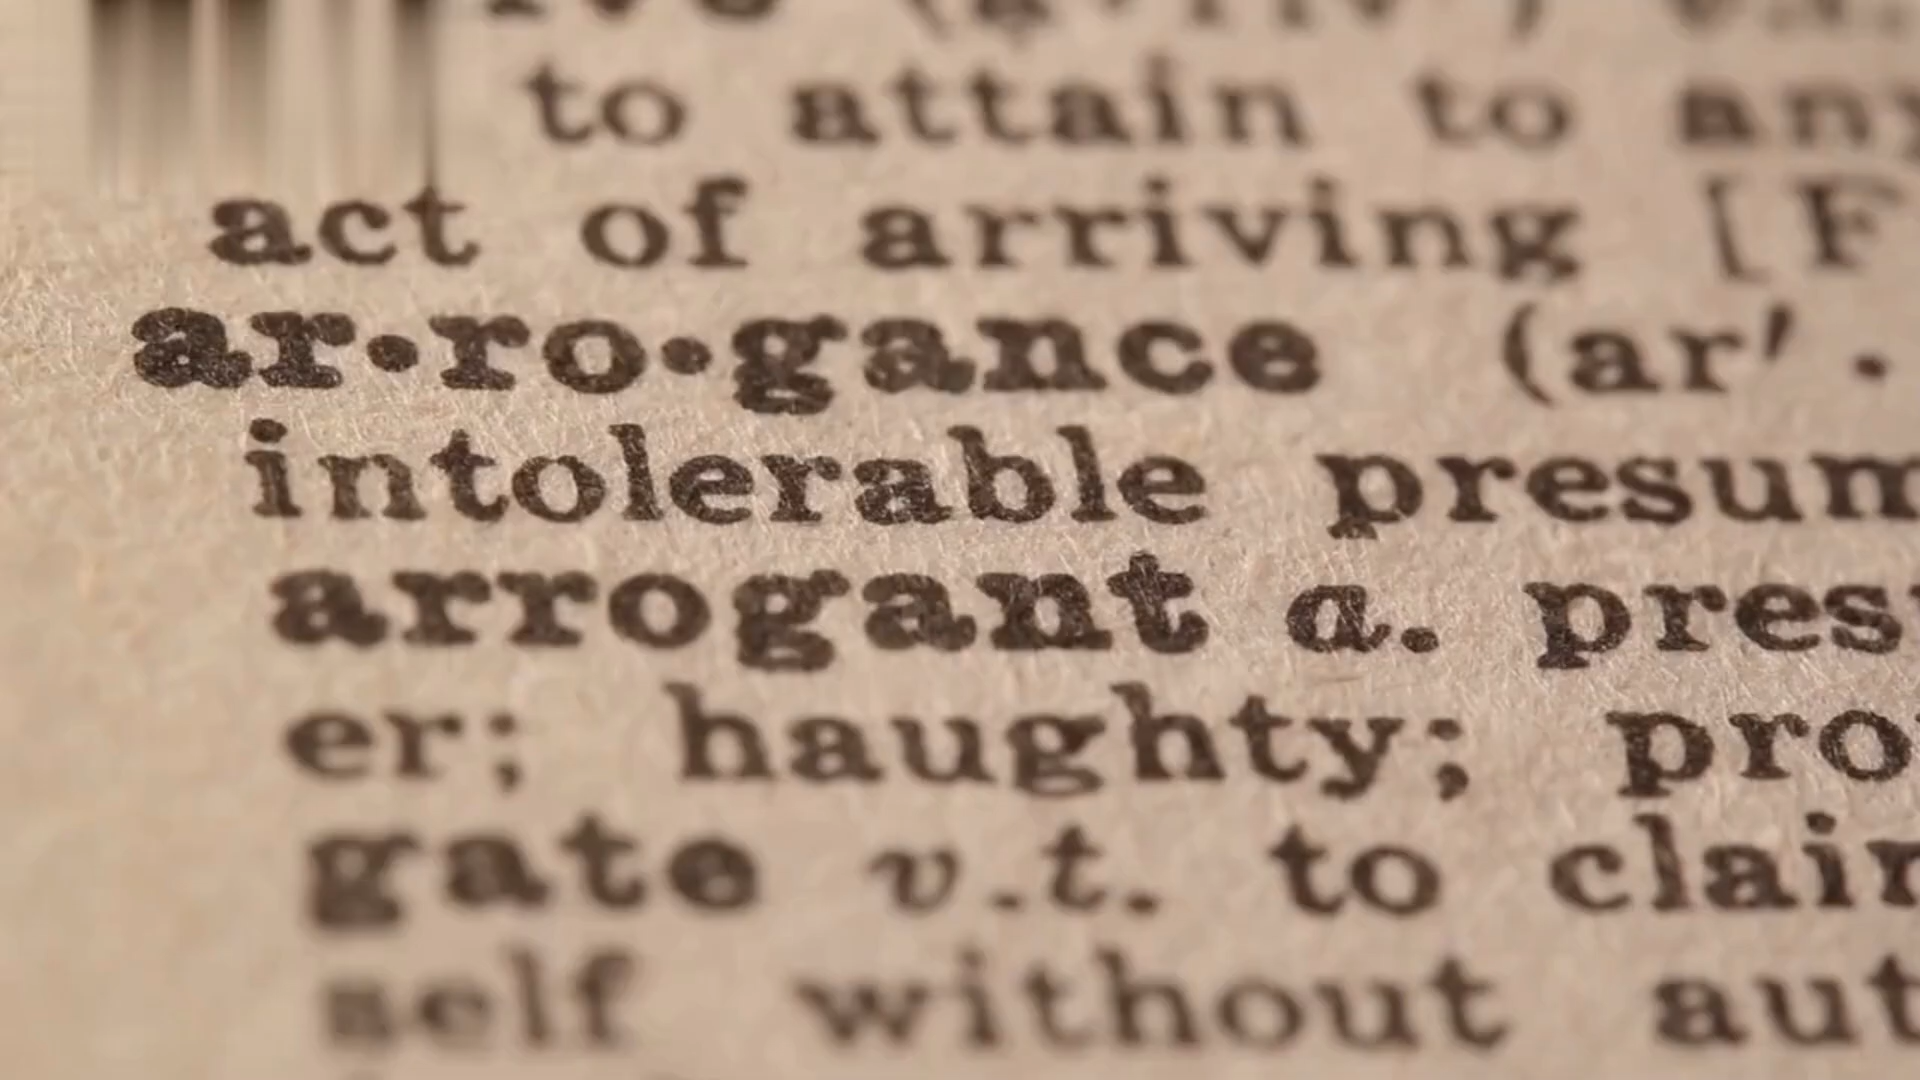 to attain to
act of arriving [F
ar•ro•gance (ar′ •
intolerable presum
arrogant a. pres
er; haughty; pro
gate v.t. to clai
self without aut